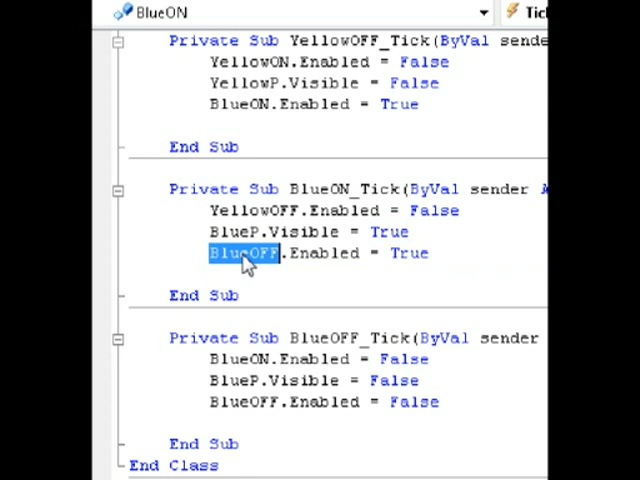 BlueON
Tick
Private Sub YellowOFF_Tick(ByVal sende
YellowON.Enabled = False
YellowP.Visible = False
BlueON.Enabled = True
End Sub
Private Sub BlueON_Tick(ByVal sender A
YellowOFF.Enabled = False
BlueP.Visible = True
BlueOFF.Enabled = True
End Sub
Private Sub BlueOFF_Tick(ByVal sender
BlueON.Enabled = False
BlueP.Visible = False
BlueOFF.Enabled = False
End Sub
End Class